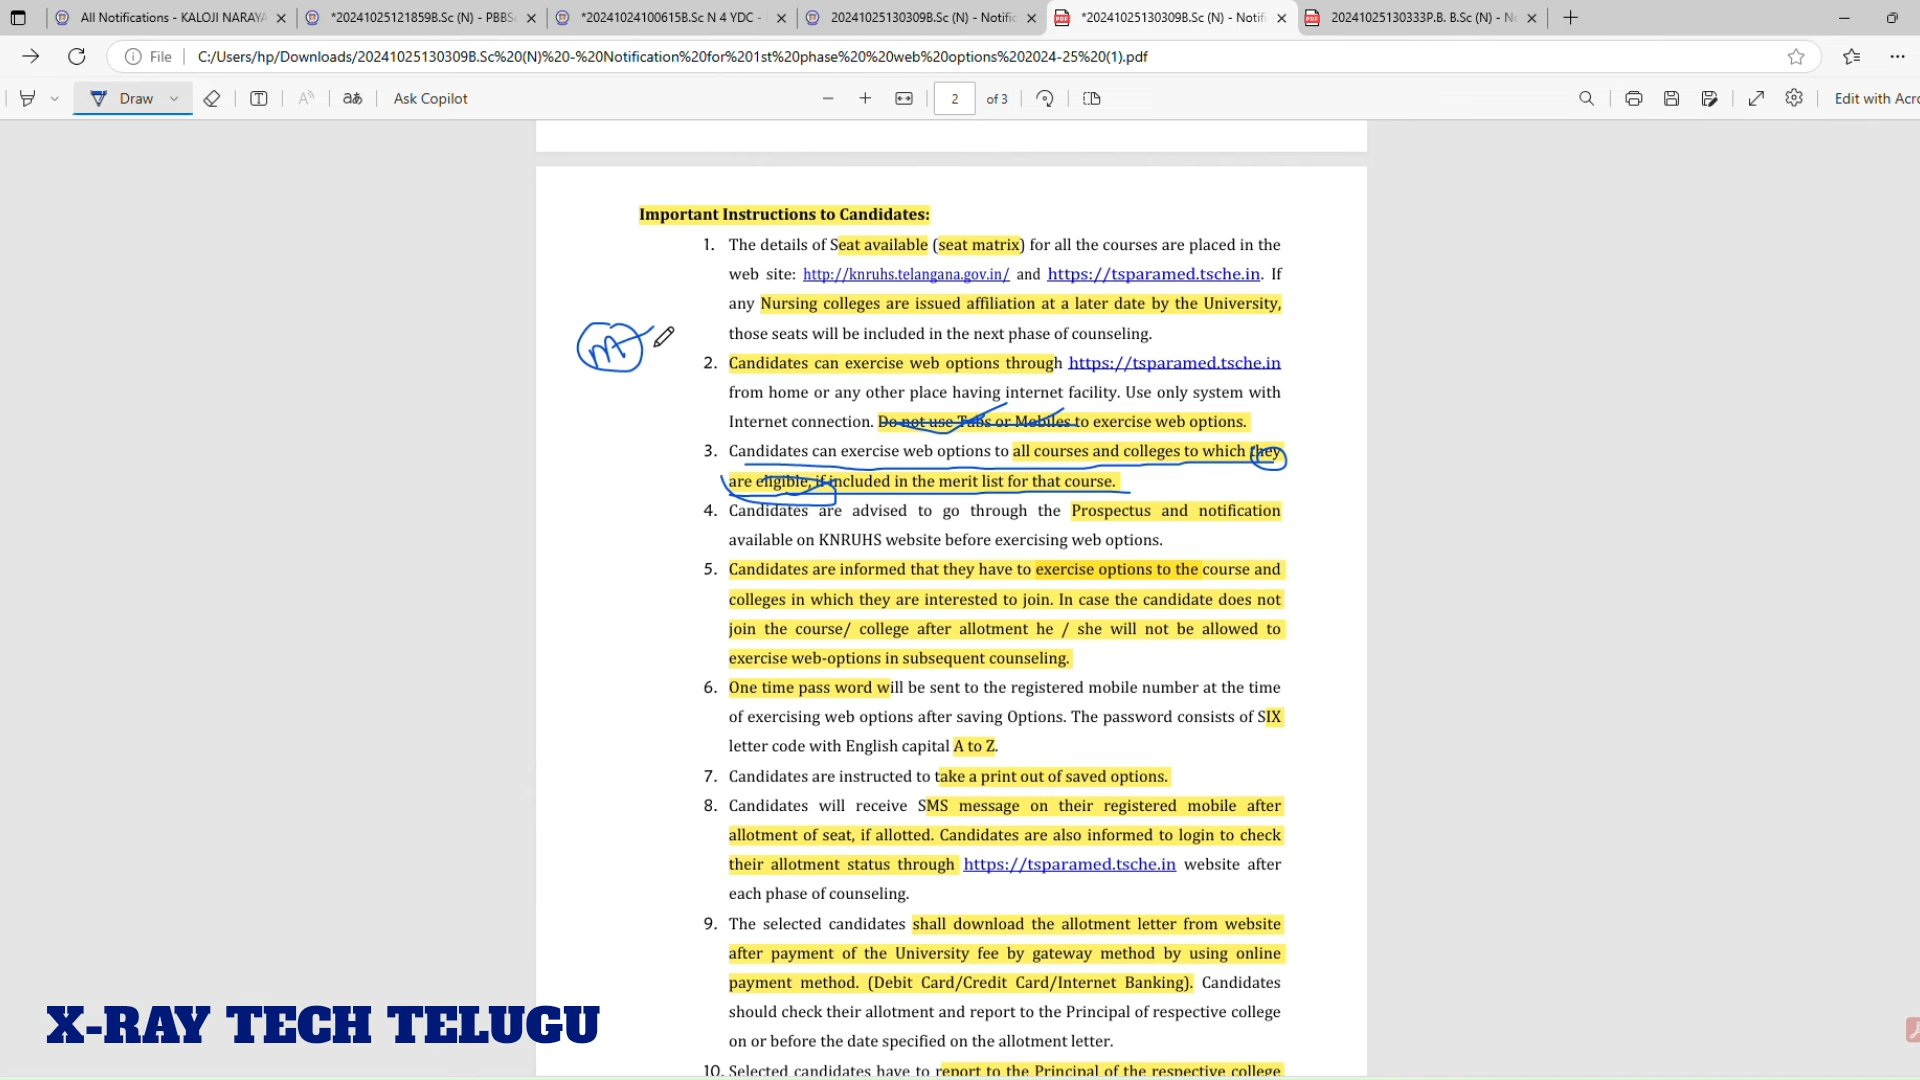 All Notifications - KALOJI NARAYA
*20241025121859B.Sc (N) - PBBS
*20241024100615B.Sc N 4 YDC -
20241025130309B.Sc (N) - Notific
*20241025130309B.Sc (N) - Notif
20241025130333P.B. B.Sc (N) - No
File
C:/Users/hp/Downloads/20241025130309B.Sc%20(N)%20-%20Notification%20for%201st%20phase%20%20web%20options%202024-25%20(1).pdf
Draw
aあ
Ask Copilot
2
of 3
Edit with Acro
Important Instructions to Candidates:
1. The details of Seat available (seat matrix) for all the courses are placed in the
web site: http://knruhs.telangana.gov.in/ and https://tsparamed.tsche.in. If
any Nursing colleges are issued affiliation at a later date by the University,
those seats will be included in the next phase of counseling.
2. Candidates can exercise web options through https://tsparamed.tsche.in
from home or any other place having internet facility. Use only system with
Internet connection. Do not use Tabs or Mobiles to exercise web options.
3. Candidates can exercise web options to all courses and colleges to which they
are eligible, if included in the merit list for that course.
4. Candidates are advised to go through the Prospectus and notification
available on KNRUHS website before exercising web options.
5. Candidates are informed that they have to exercise options to the course and
colleges in which they are interested to join. In case the candidate does not
join the course/ college after allotment he / she will not be allowed to
exercise web-options in subsequent counseling.
6. One time pass word will be sent to the registered mobile number at the time
of exercising web options after saving Options. The password consists of SIX
letter code with English capital A to Z.
7. Candidates are instructed to take a print out of saved options.
8. Candidates will receive SMS message on their registered mobile after
allotment of seat, if allotted. Candidates are also informed to login to check
their allotment status through https://tsparamed.tsche.in website after
each phase of counseling.
9. The selected candidates shall download the allotment letter from website
after payment of the University fee by gateway method by using online
payment method. (Debit Card/Credit Card/Internet Banking). Candidates
should check their allotment and report to the Principal of respective college
on or before the date specified on the allotment letter.
10. Selected candidates have to report to the Principal of the respective college
X-RAY TECH TELUGU